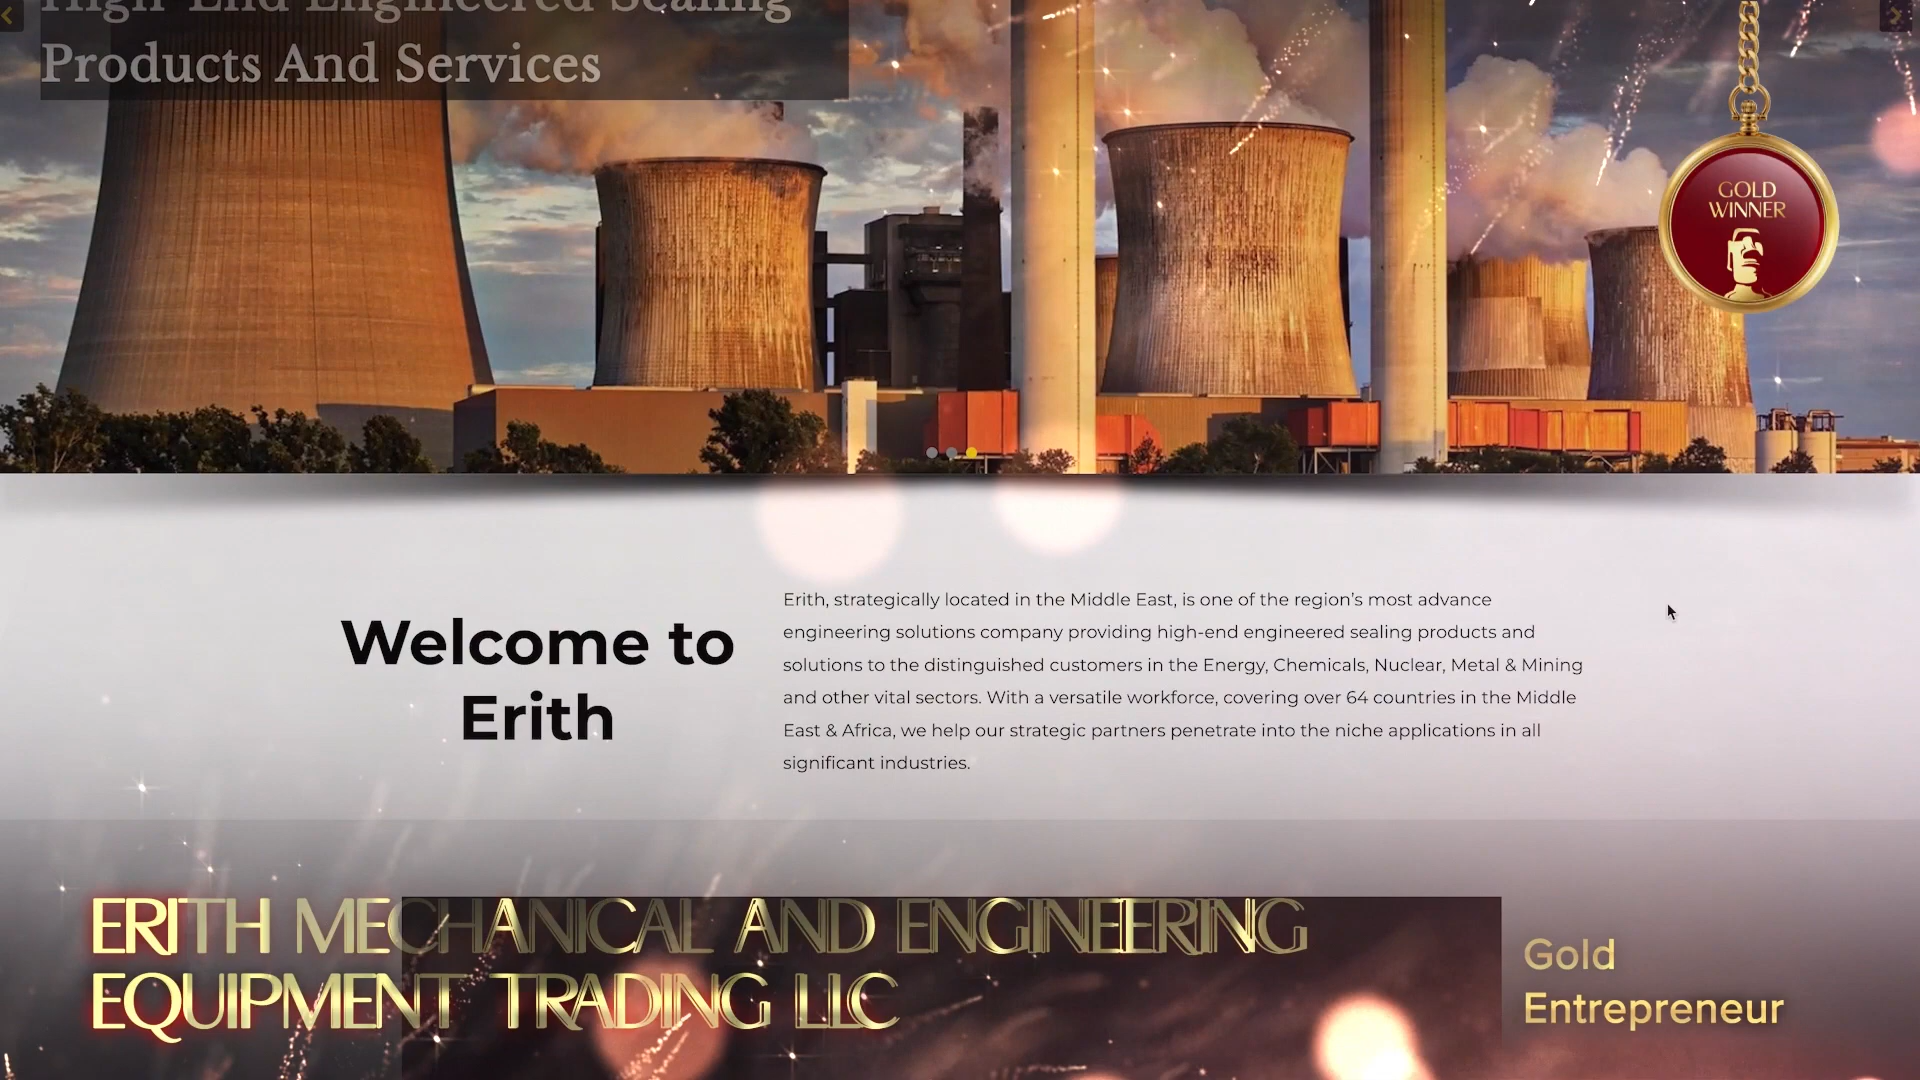 High-End Engineered Sealing
Products And Services
GOLD
WINNER
Welcome to
Erith
Erith, strategically located in the Middle East, is one of the region’s most advance
engineering solutions company providing high-end engineered sealing products and
solutions to the distinguished customers in the Energy, Chemicals, Nuclear, Metal & Mining
and other vital sectors. With a versatile workforce, covering over 64 countries in the Middle
East & Africa, we help our strategic partners penetrate into the niche applications in all
significant industries.
ERITH MECHANICAL AND ENGINEERING
EQUIPMENT TRADING LLC
Gold
Entrepreneur